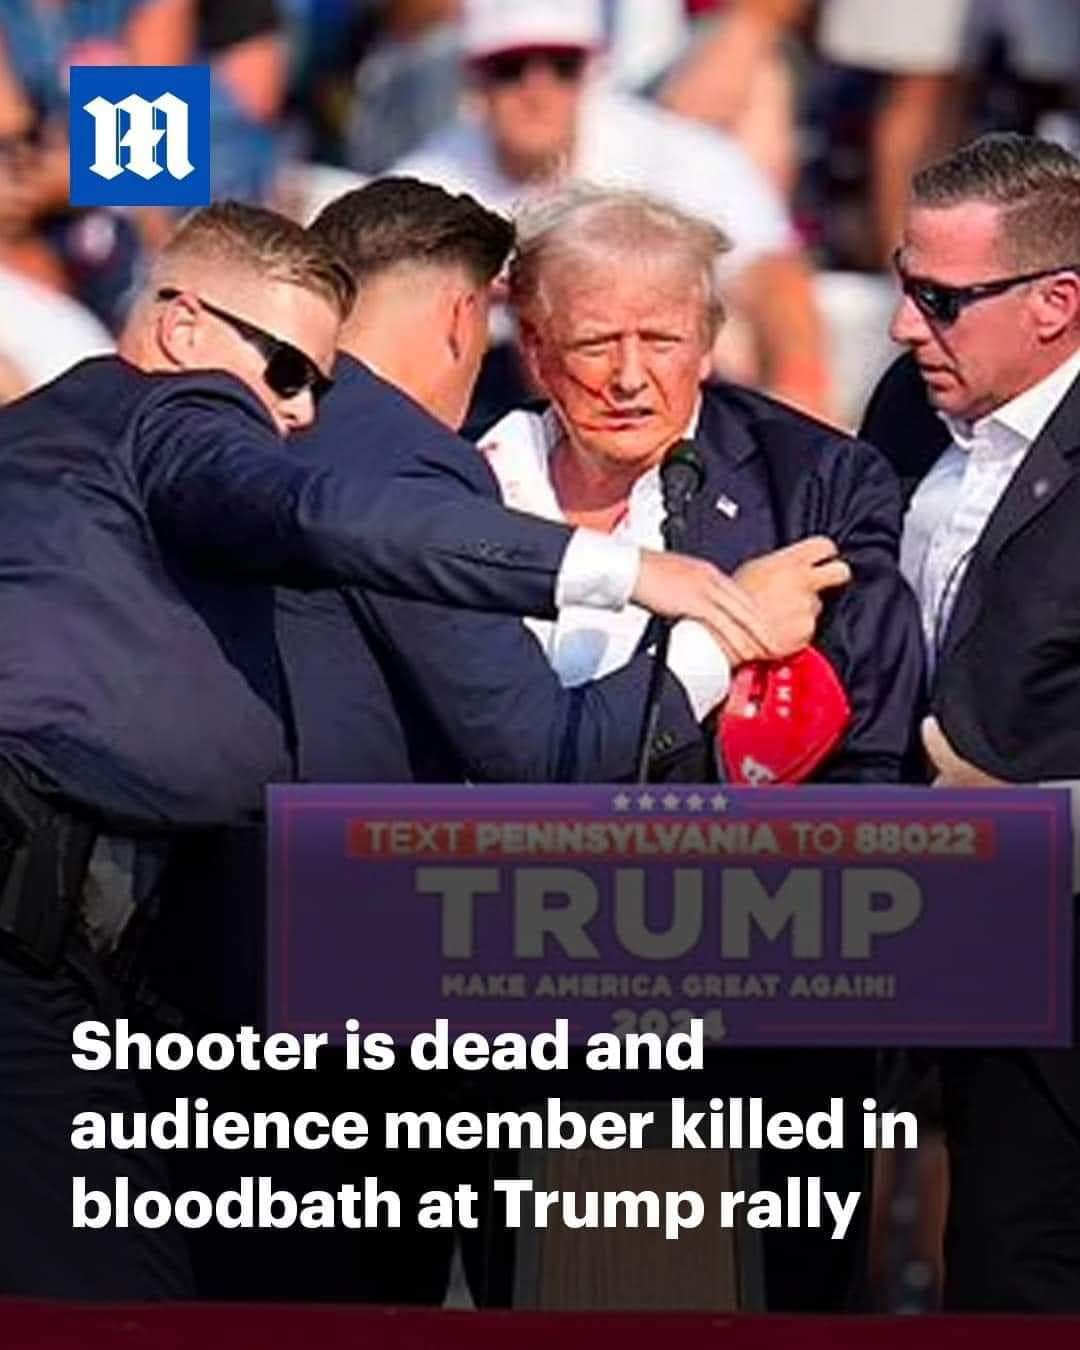 M
★★★★★
TEXT PENNSYLVANIA TO 88022
TRUMP
MAKE AMERICA GREAT AGAIN!
2024
Shooter is dead and
audience member killed in
bloodbath at Trump rally